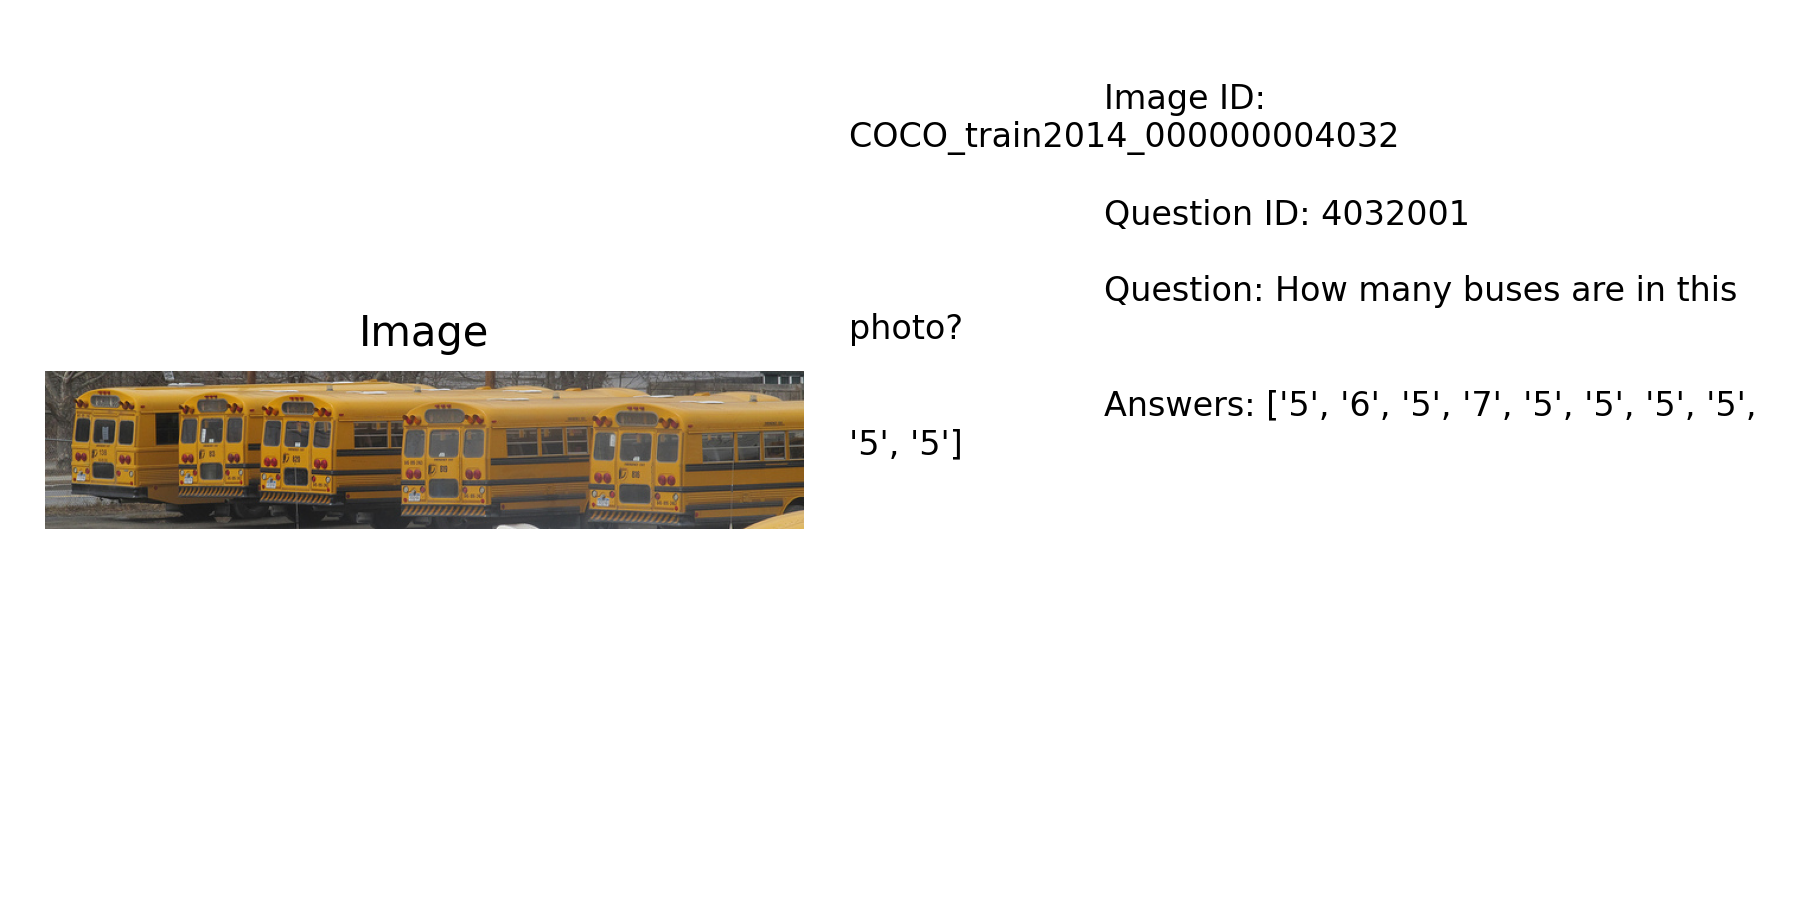 Image ID:
COCO_train2014_000000004032
Question ID: 4032001
Question: How many buses are in this
photo?
Image
Answers: ['5', '6', '5', '7', '5', '5', '5', '5',
'5', '5']